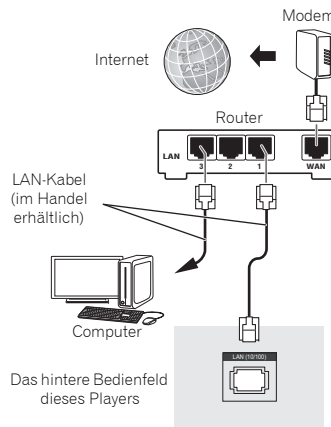 Modem
Internet
Router
LAN
3
2
1
WAN
LAN-Kabel
(im Handel
erhältlich)
Computer
LAN (10/100)
Das hintere Bedienfeld
dieses Players